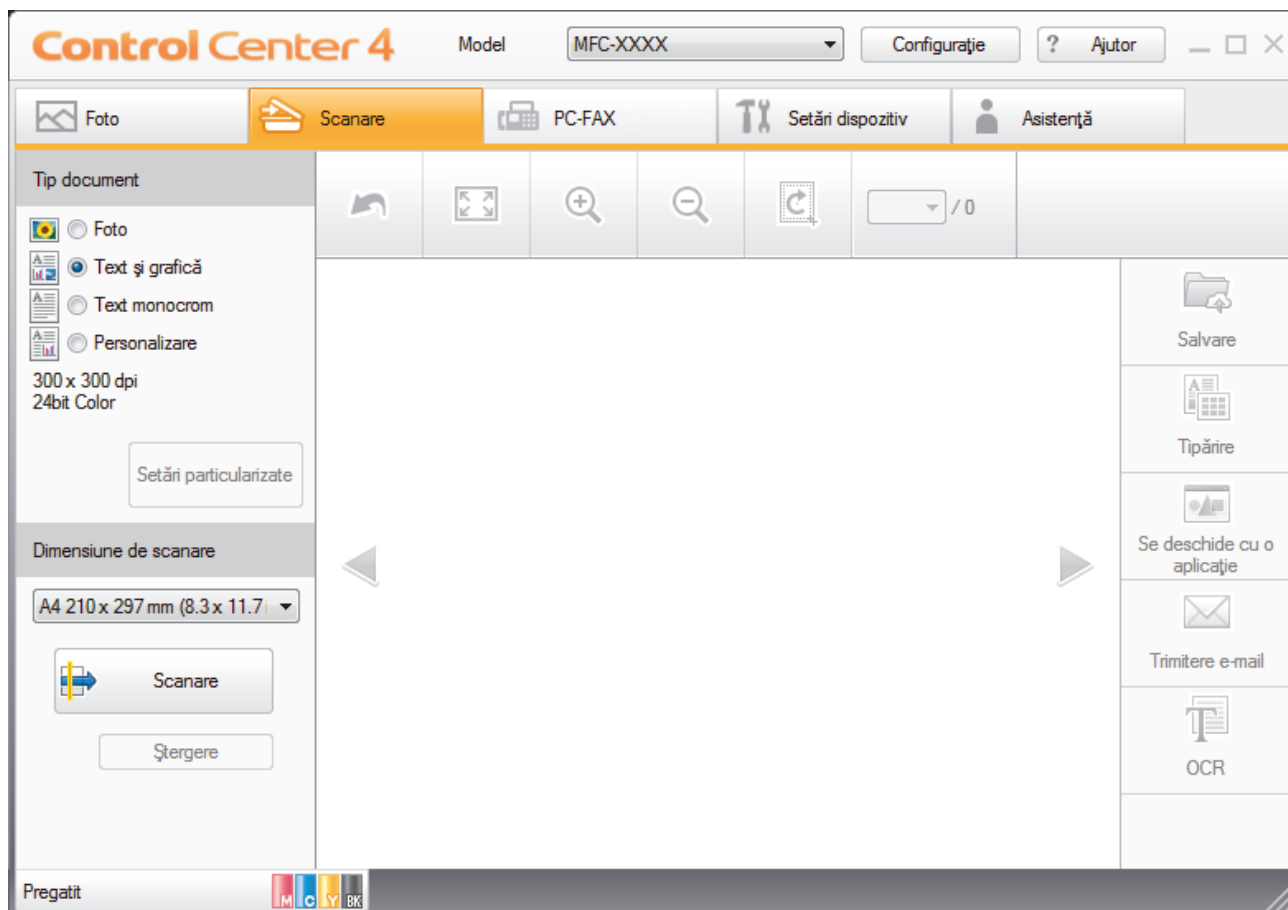 Control Center 4
Model
MFC-XXXX
Configuraţie
? Ajutor
Foto
Scanare
PC-FAX
Setări dispozitiv
Asistenţă
Tip document
Foto
Text şi grafică
Text monocrom
Personalizare
300 x 300 dpi
24bit Color
Setări particularizate
/ 0
Dimensiune de scanare
A4 210 x 297 mm (8.3 x 11.7
Scanare
Ştergere
Salvare
Tipărire
Se deschide cu o
aplicaţie
Trimitere e-mail
OCR
Pregatit
M C Y BK